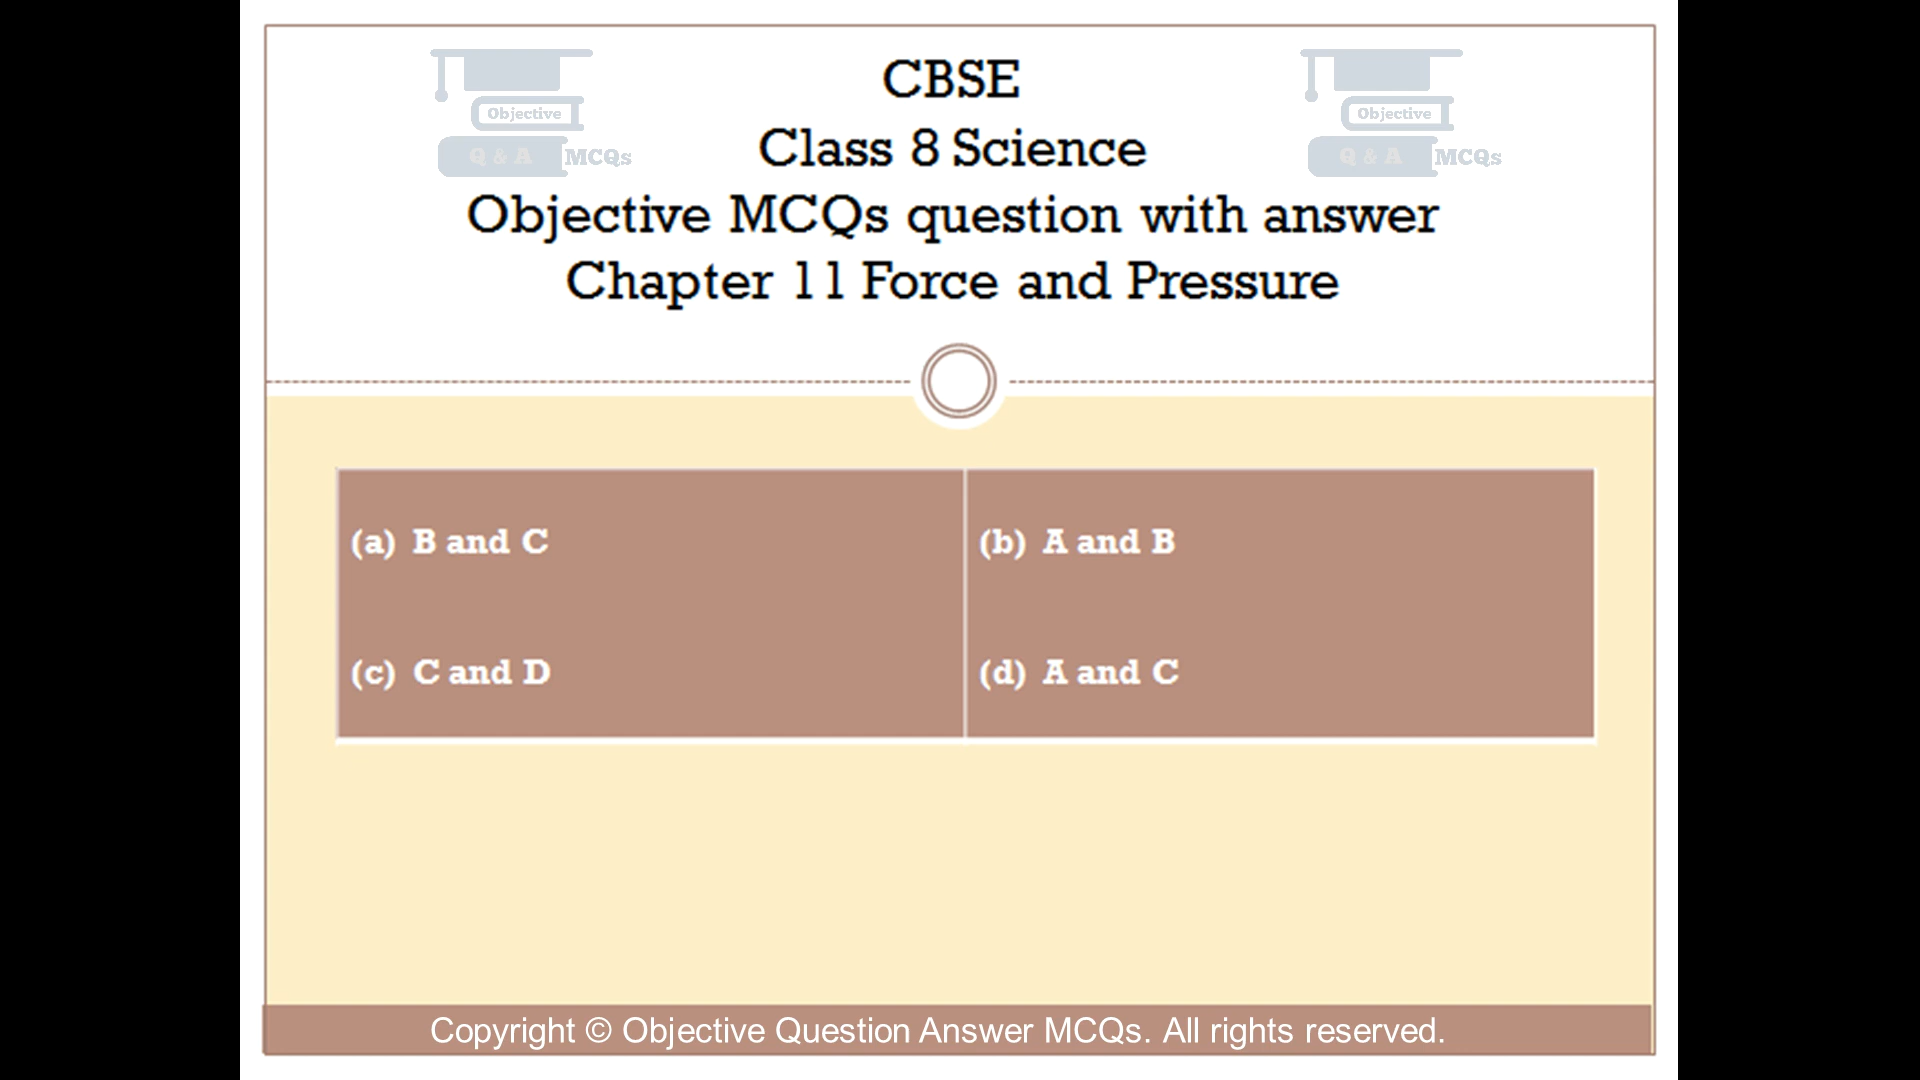 CBSE
Class 8 Science
Objective MCQs question with answer
Chapter 11 Force and Pressure
Objective
Q & A MCQs
Objective
Q & A MCQs
(a) B and C
(b) A and B
(c) C and D
(d) A and C
Copyright © Objective Question Answer MCQs. All rights reserved.